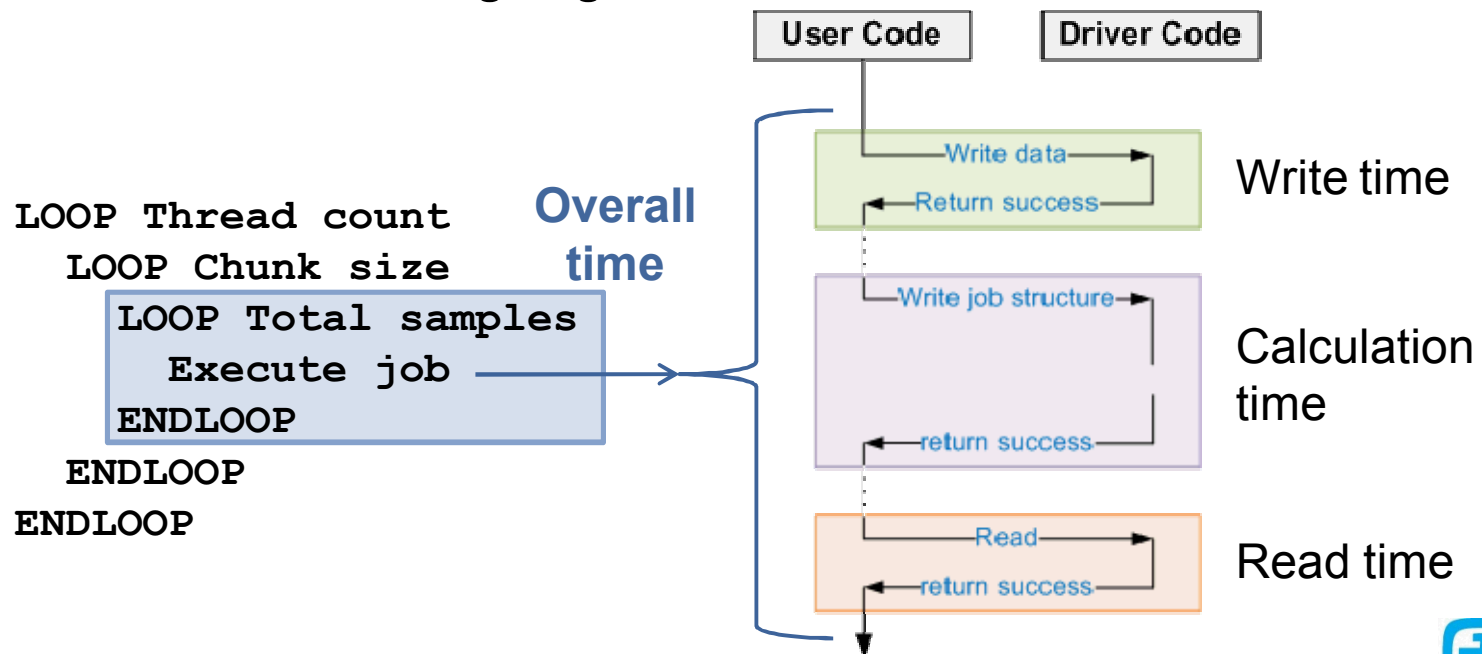 User Code
Driver Code
Write data
Return success
Write time
LOOP Thread count
LOOP Chunk size
LOOP Total samples
Execute job
ENDLOOP
ENDLOOP
ENDLOOP
Overall
time
Write job structure
return success
Calculation
time
Read
return success
Read time